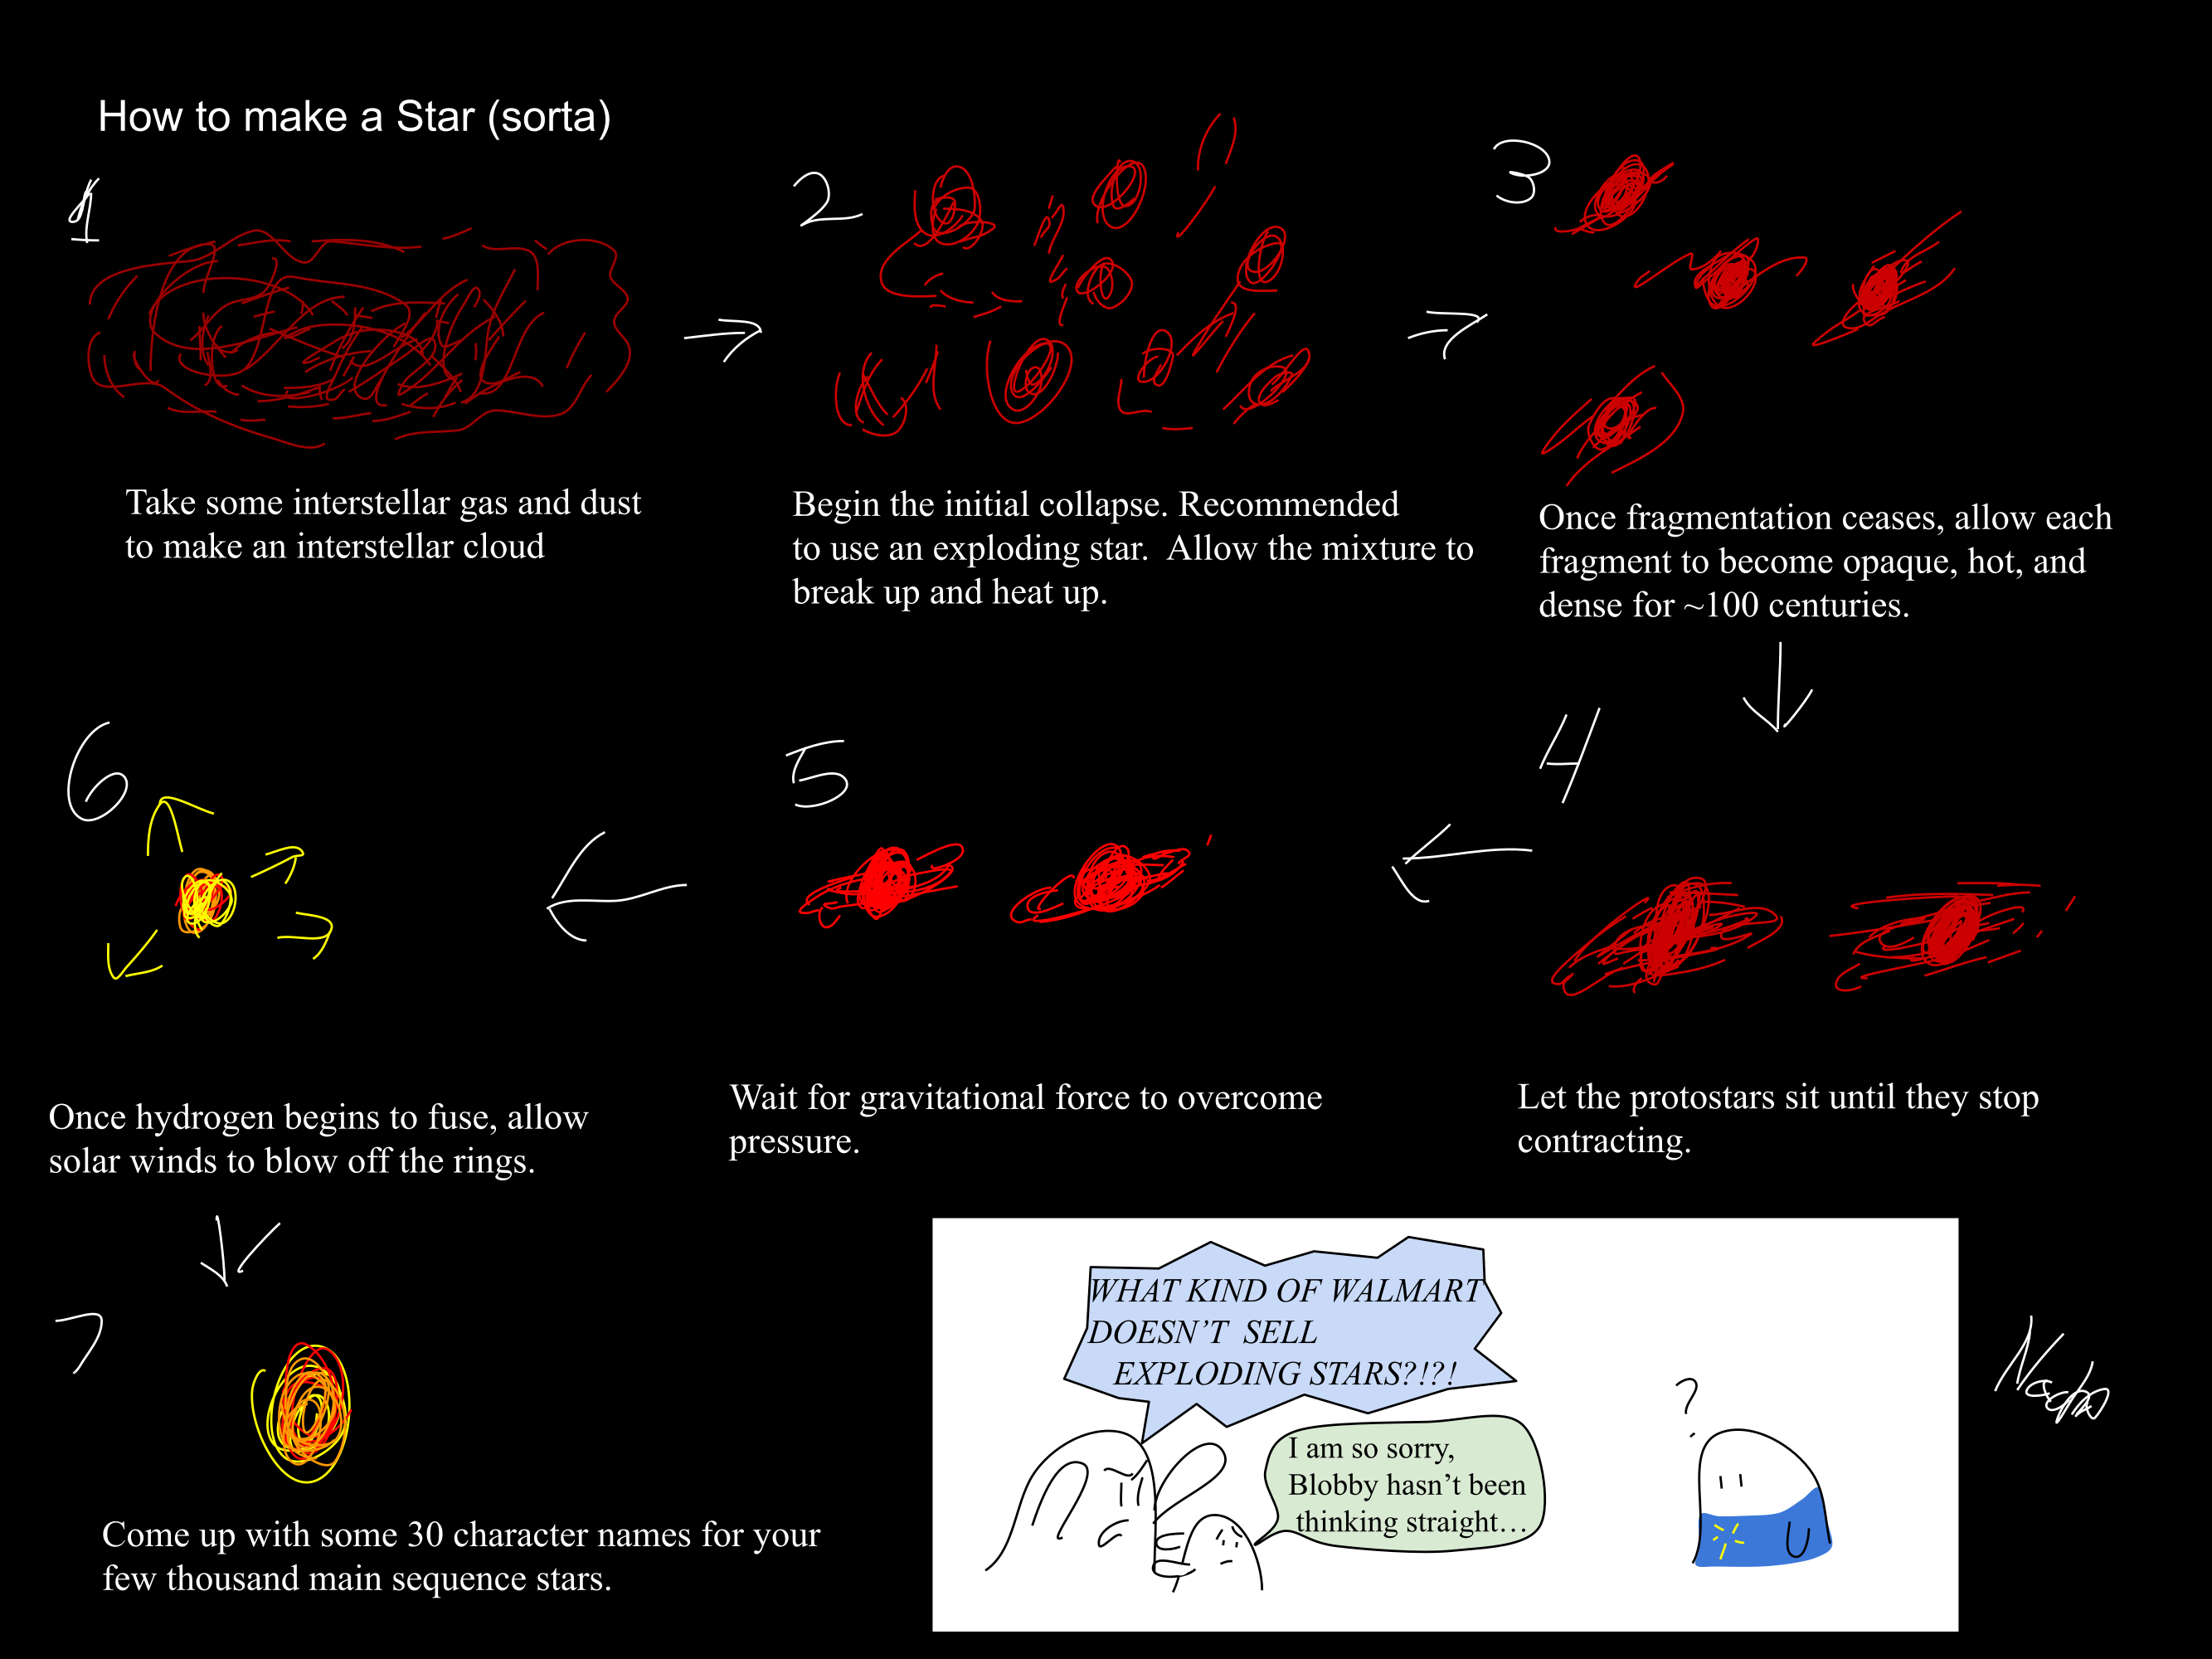 How to make a Star (sorta)
1
Take some interstellar gas and dust
to make an interstellar cloud
2
Begin the initial collapse. Recommended
to use an exploding star.  Allow the mixture to
break up and heat up.
3
Once fragmentation ceases, allow each
fragment to become opaque, hot, and
dense for ~100 centuries.
4
Let the protostars sit until they stop
contracting.
5
Wait for gravitational force to overcome
pressure.
6
Once hydrogen begins to fuse, allow
solar winds to blow off the rings.
7
Come up with some 30 character names for your
few thousand main sequence stars.
WHAT KIND OF WALMART
DOESN’T  SELL
EXPLODING STARS?!?!
I am so sorry,
Blobby hasn’t been
thinking straight…
?